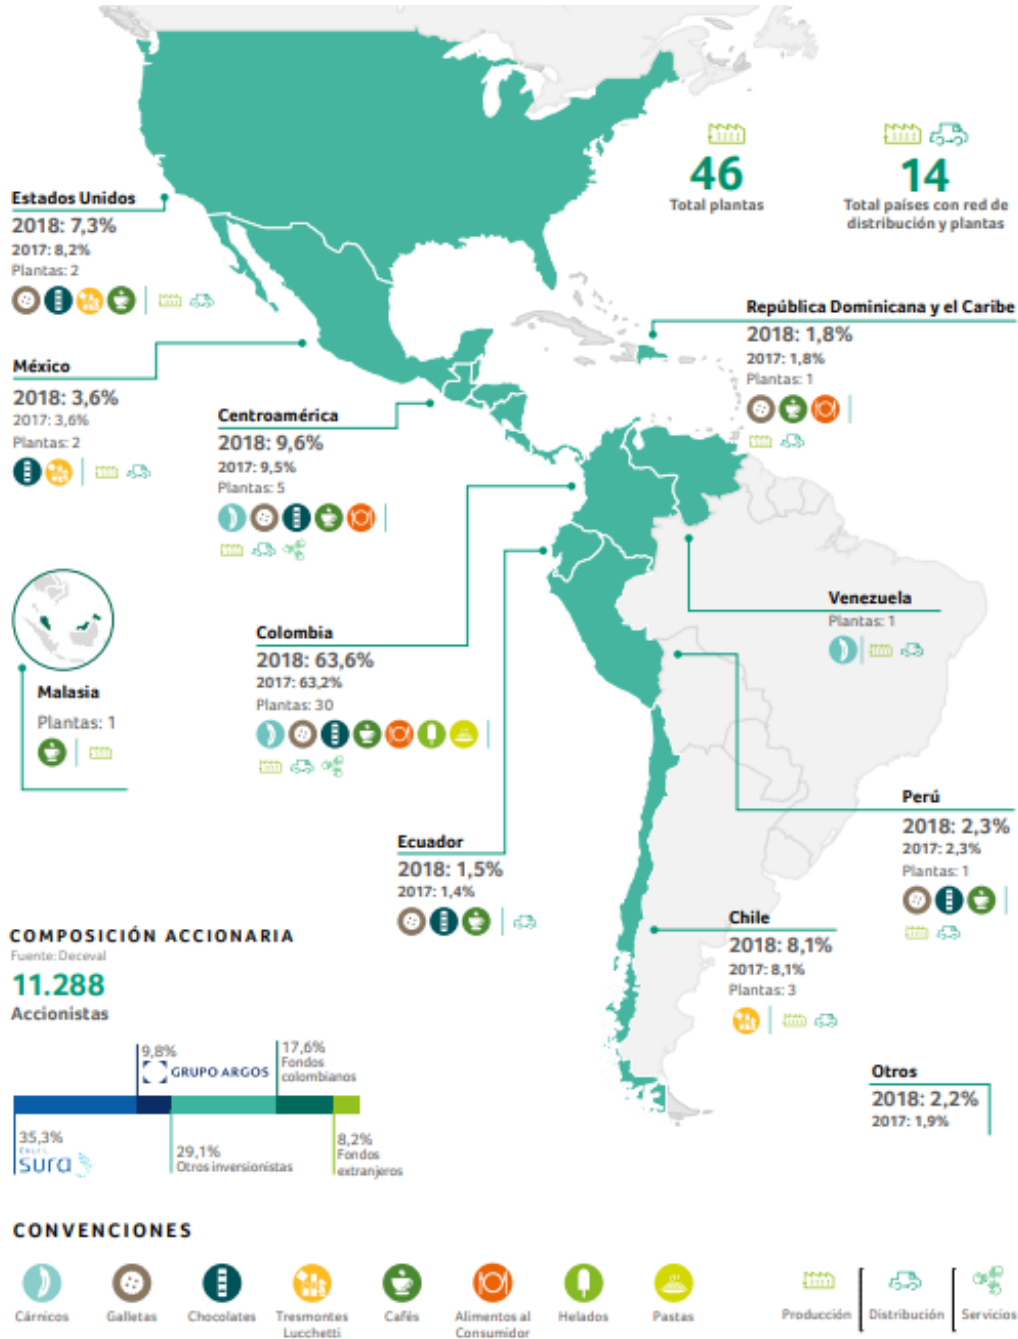 46
Total plantas
14
Total países con red de
distribución y plantas
Estados Unidos
2018: 7,3%
2017: 8,2%
Plantas: 2
República Dominicana y el Caribe
2018: 1,8%
2017: 1,8%
Plantas: 1
México
2018: 3,6%
2017: 3,6%
Plantas: 2
Centroamérica
2018: 9,6%
2017: 9,5%
Plantas: 5
Venezuela
Plantas: 1
Colombia
2018: 63,6%
2017: 63,2%
Plantas: 30
Malasia
Plantas: 1
Perú
2018: 2,3%
2017: 2,3%
Plantas: 1
Ecuador
2018: 1,5%
2017: 1,4%
Chile
2018: 8,1%
2017: 8,1%
Plantas: 3
Otros
2018: 2,2%
2017: 1,9%
COMPOSICIÓN ACCIONARIA
Fuente: Deceval
11.288
Accionistas
9,8%
GRUPO ARGOS
17,6%
Fondos
colombianos
35,3%
sura
29,1%
Otros inversionistas
8,2%
Fondos
extranjeros
CONVENCIONES
Cárnicos
Galletas
Chocolates
Tresmontes
Lucchetti
Cafés
Alimentos al
Consumidor
Helados
Pastas
Producción
Distribución
Servicios